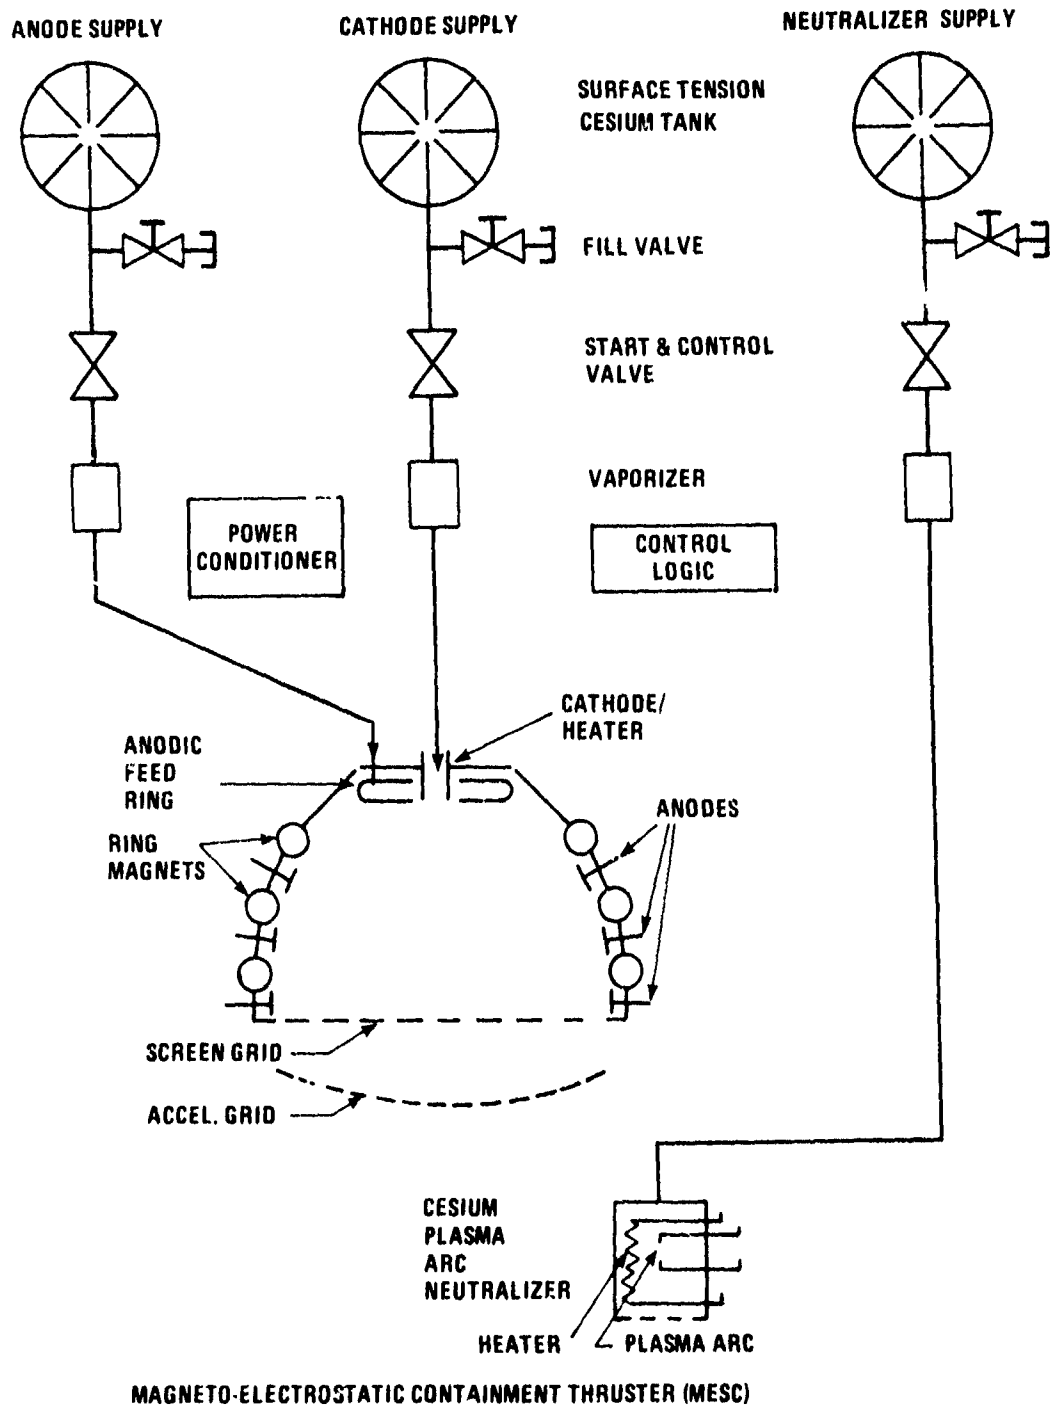 ANODE SUPPLY
CATHODE SUPPLY
NEUTRALIZER SUPPLY
SURFACE TENSION
CESIUM TANK
FILL VALVE
START & CONTROL
VALVE
VAPORIZER
POWER
CONDITIONER
CONTROL
LOGIC
CATHODE/
HEATER
ANODIC
FEED
RING
ANODES
RING
MAGNETS
SCREEN GRID
ACCEL. GRID
CESIUM
PLASMA
ARC
NEUTRALIZER
HEATER
PLASMA ARC
MAGNETO-ELECTROSTATIC CONTAINMENT THRUSTER (MESC)